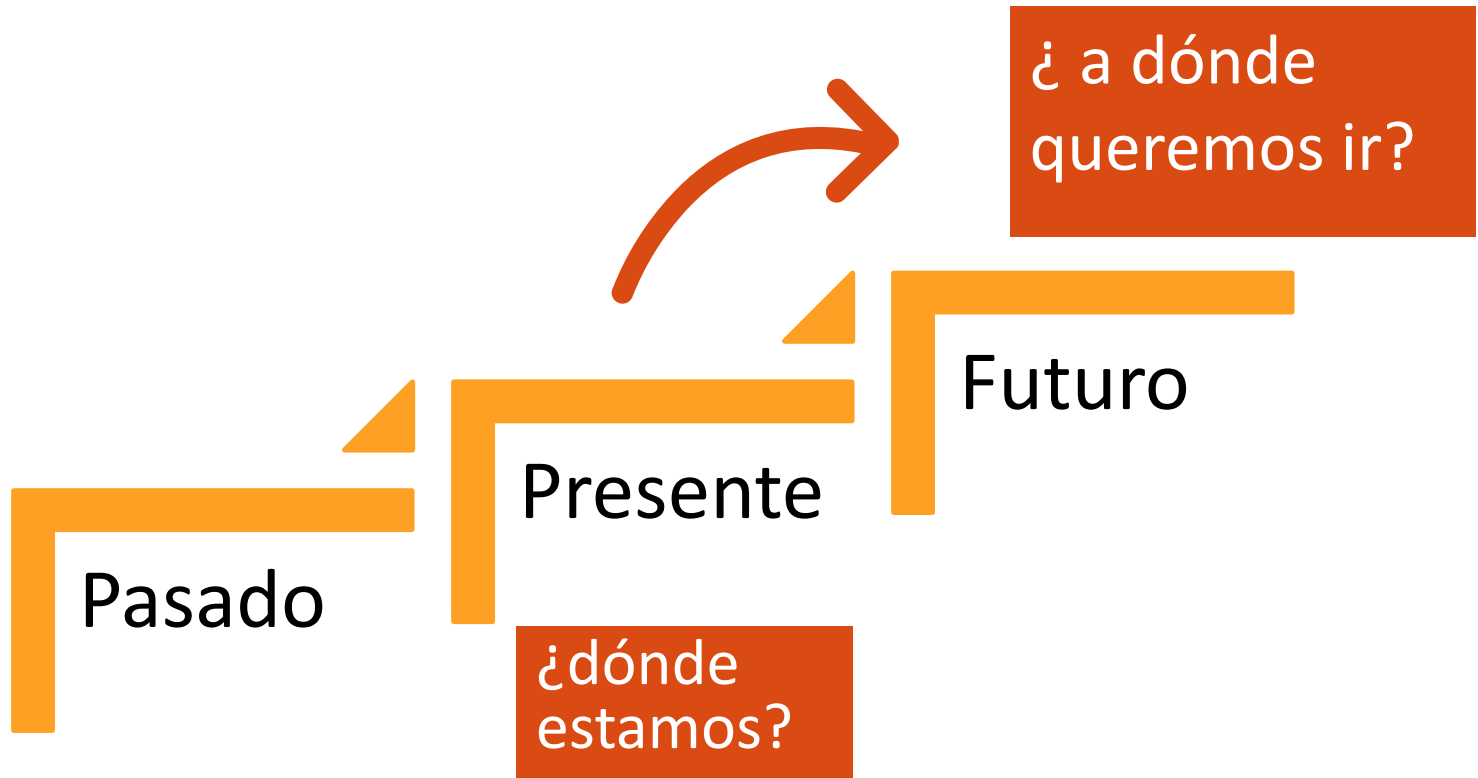 ¿ a dónde
queremos ir?
Futuro
Presente
Pasado
¿dónde
estamos?